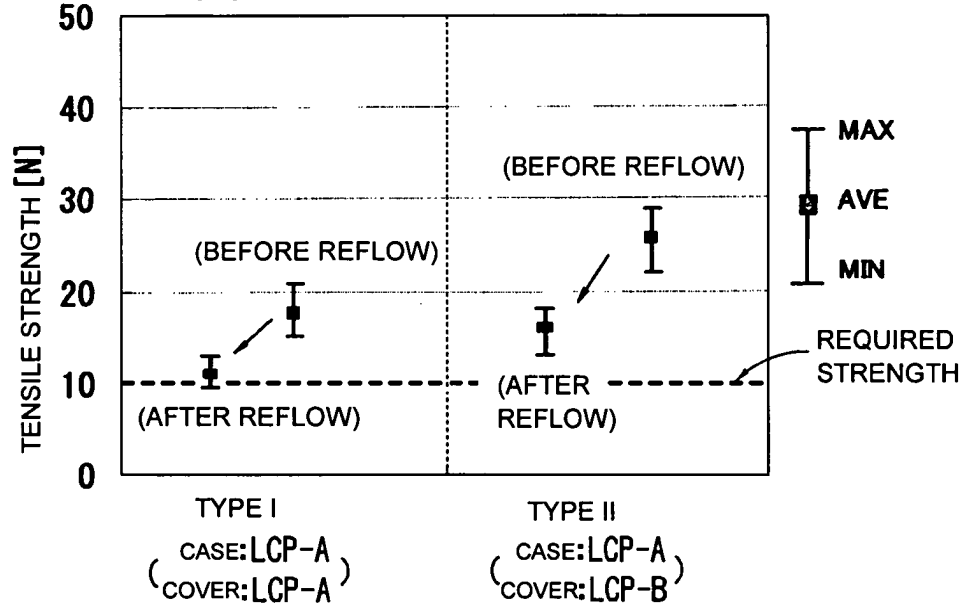 50
40
30
20
10
0
TENSILE STRENGTH [N]
(BEFORE REFLOW)
(AFTER REFLOW)
(BEFORE REFLOW)
(AFTER
REFLOW)
MAX
AVE
MIN
REQUIRED
STRENGTH
TYPE I
(CASE:LCP-A
COVER:LCP-A)
TYPE II
(CASE:LCP-A
COVER:LCP-B)